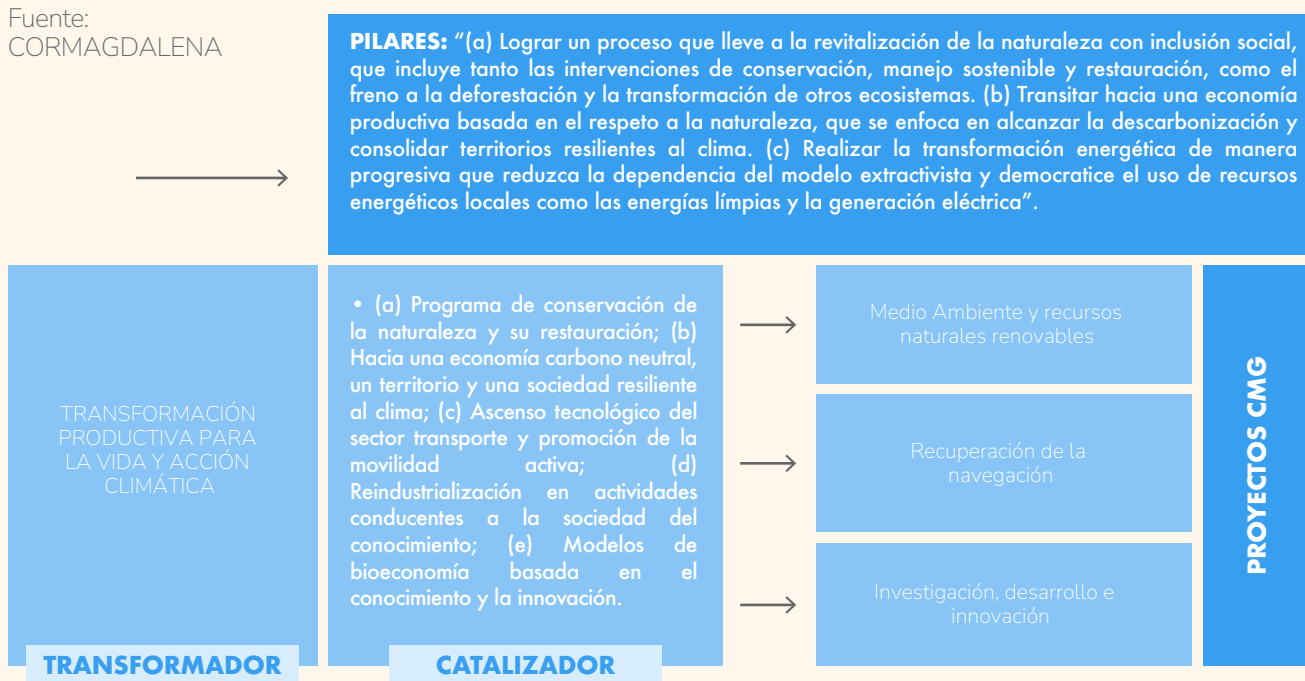 Fuente:
CORMAGDALENA
PILARES: “(a) Lograr un proceso que lleve a la revitalización de la naturaleza con inclusión social,
que incluye tanto las intervenciones de conservación, manejo sostenible y restauración, como el
freno a la deforestación y la transformación de otros ecosistemas. (b) Transitar hacia una economía
productiva basada en el respeto a la naturaleza, que se enfoca en alcanzar la descarbonización y
consolidar territorios resilientes al clima. (c) Realizar la transformación energética de manera
progresiva que reduzca la dependencia del modelo extractivista y democratice el uso de recursos
energéticos locales como las energías límpias y la generación eléctrica”.
TRANSFORMACIÓN
PRODUCTIVA PARA
LA VIDA Y ACCIÓN
CLIMÁTICA
TRANSFORMADOR
• (a) Programa de conservación de
la naturaleza y su restauración; (b)
Hacia una economía carbono neutral,
un territorio y una sociedad resiliente
al clima; (c) Ascenso tecnológico del
sector transporte y promoción de la
movilidad activa; (d)
Reindustrialización en actividades
conducentes a la sociedad del
conocimiento; (e) Modelos de
bioeconomía basada en el
conocimiento y la innovación.
CATALIZADOR
Medio Ambiente y recursos
naturales renovables
Recuperación de la
navegación
Investigación, desarrollo e
innovación
PROYECTOS CMG